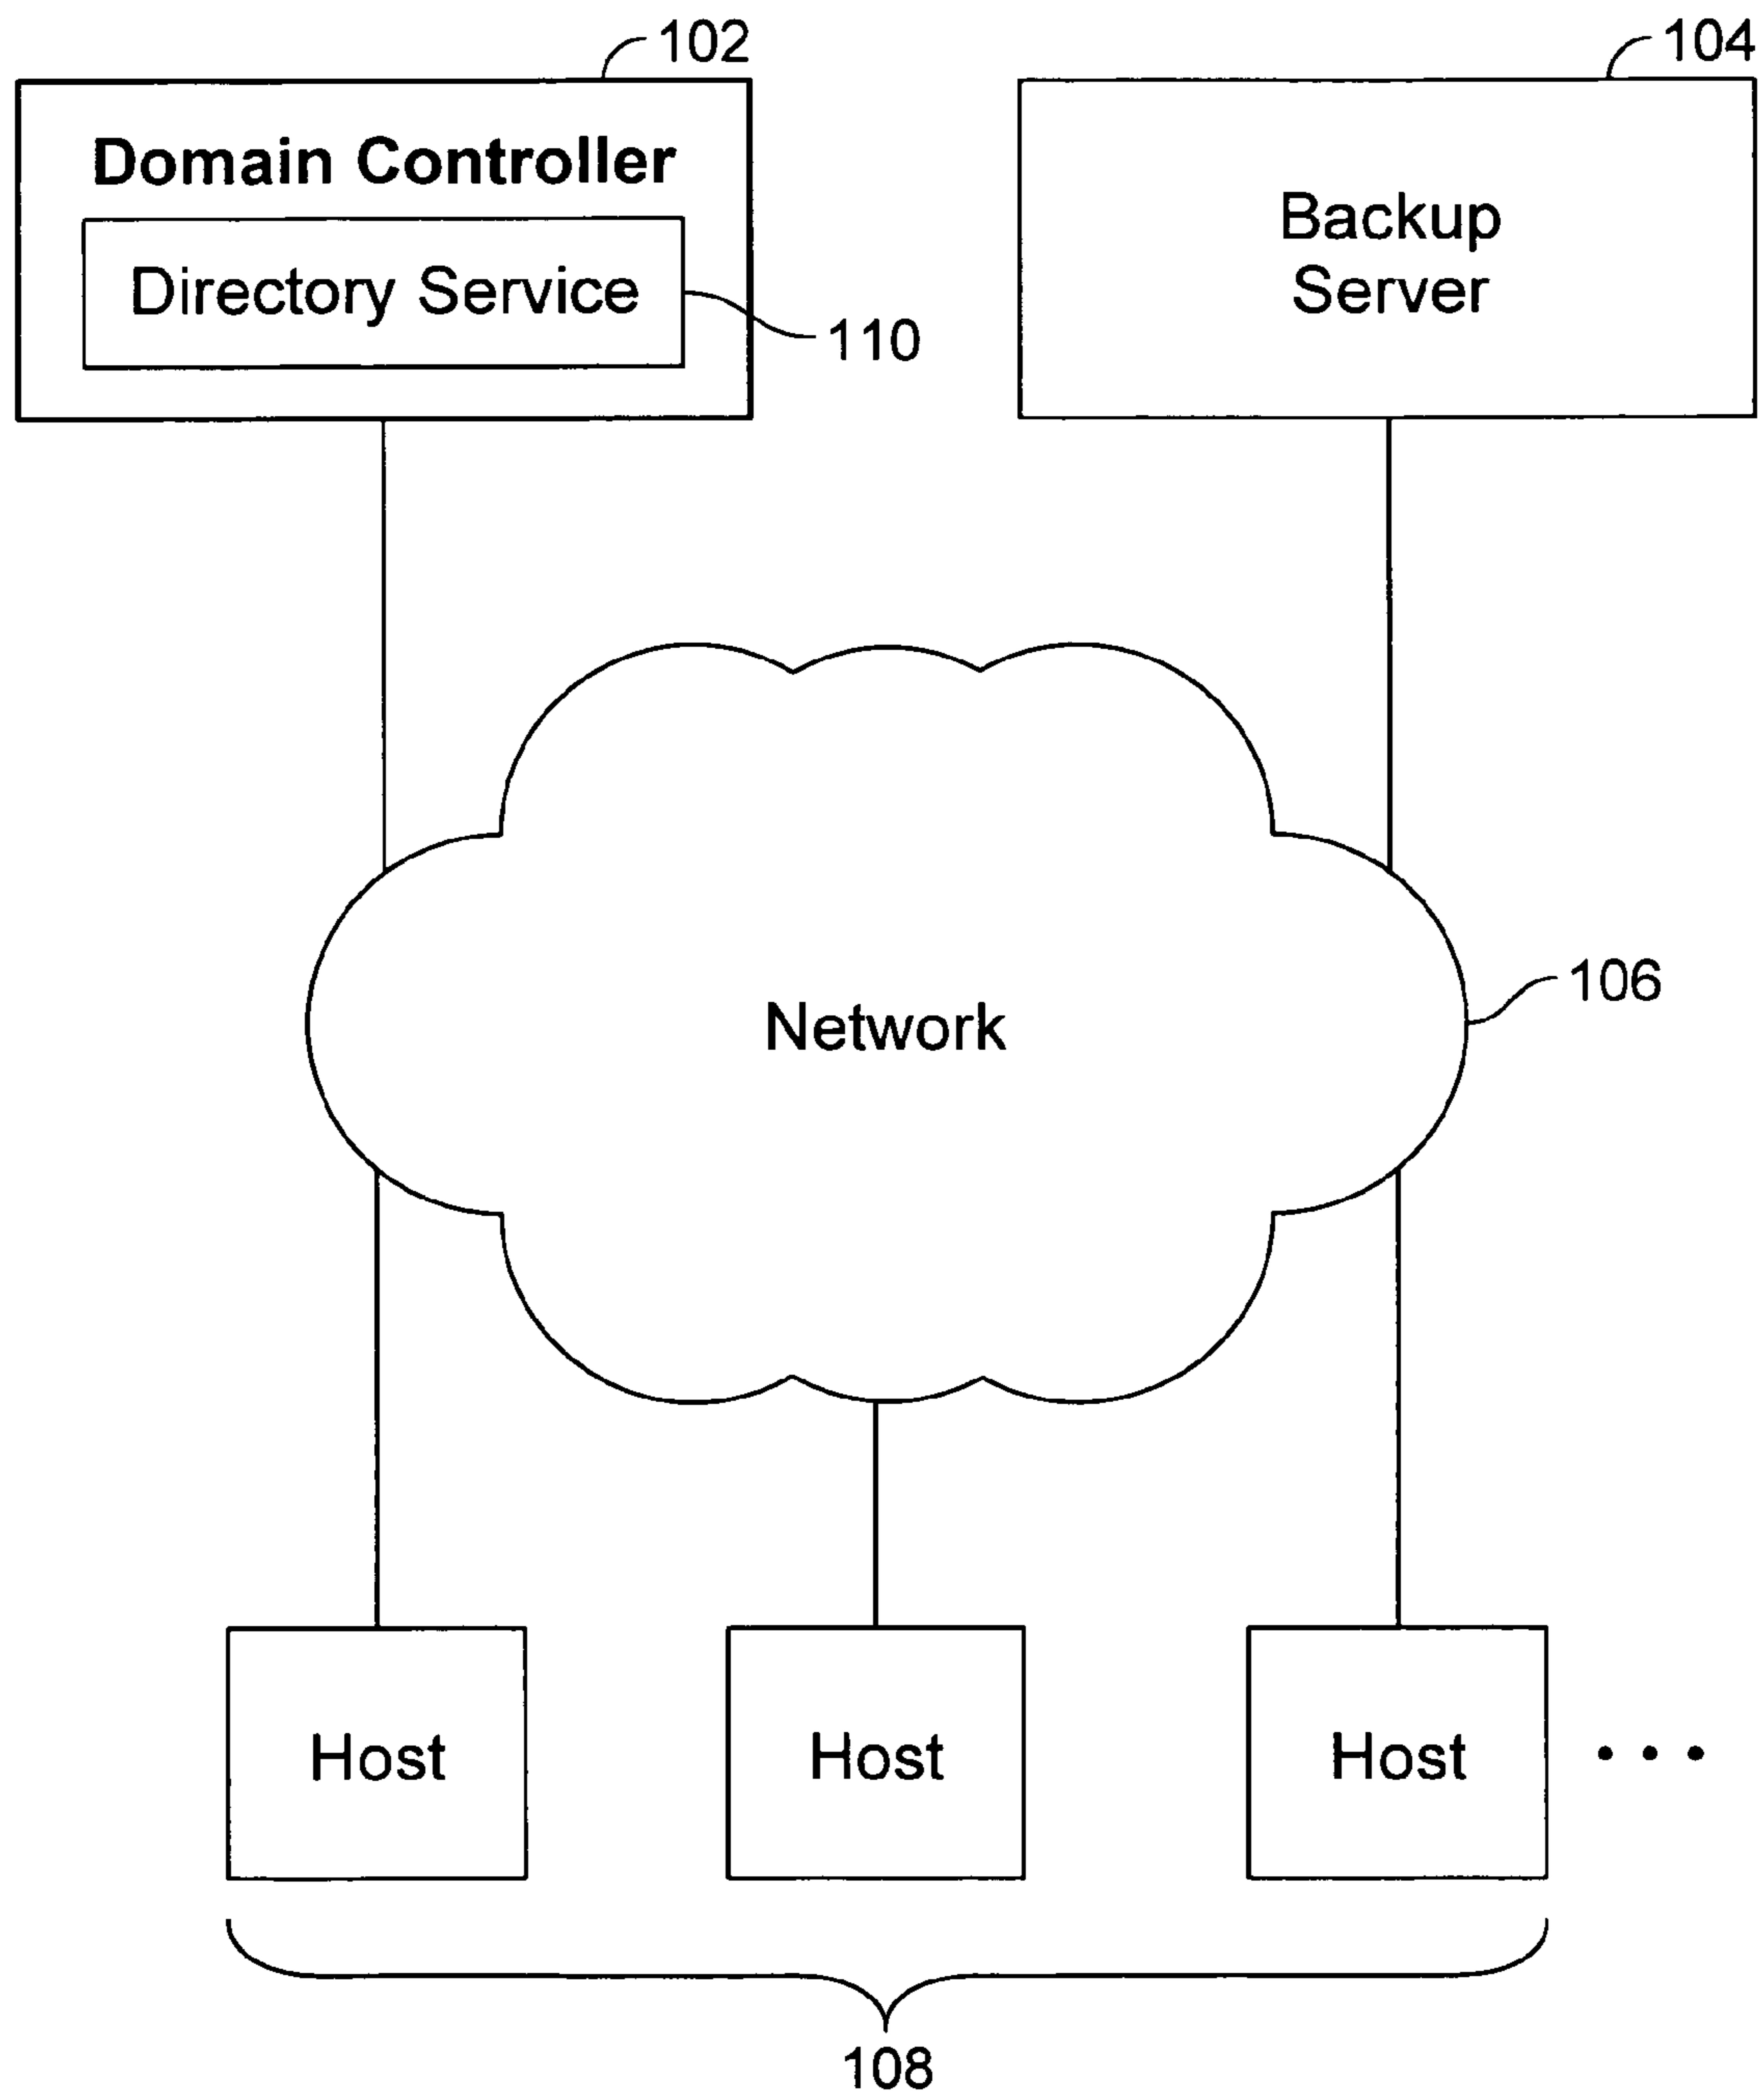 102
104
Domain Controller
Directory Service
110
Backup
Server
106
Network
Host
Host
Host
108